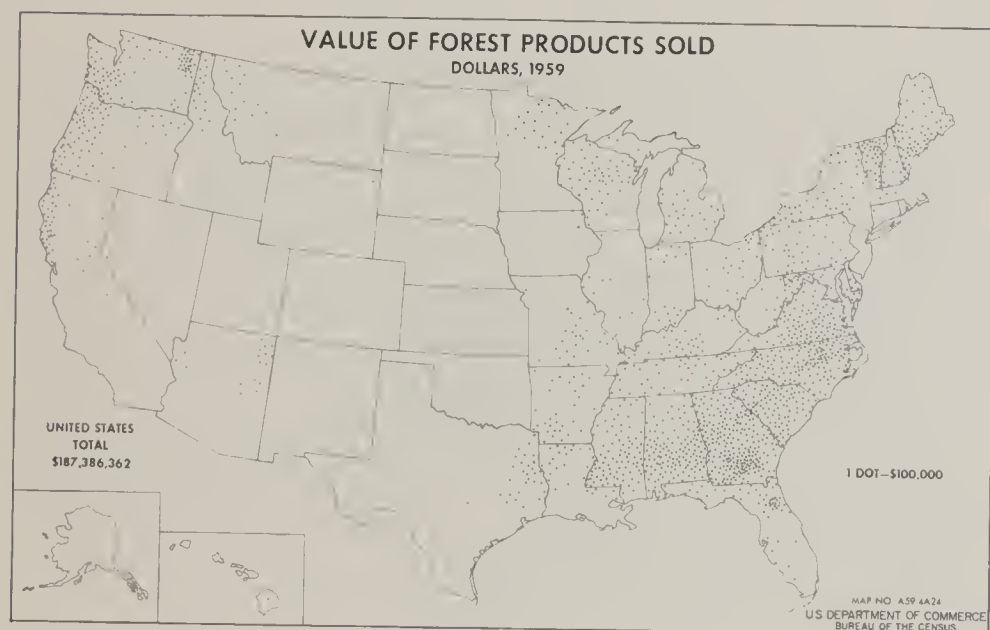 VALUE OF FOREST PRODUCTS SOLD
DOLLARS, 1959
UNITED STATES
TOTAL
$187,386,362
1 DOT—$100,000
MAP NO. A59 4A24
US DEPARTMENT OF COMMERCE
BUREAU OF THE CENSUS